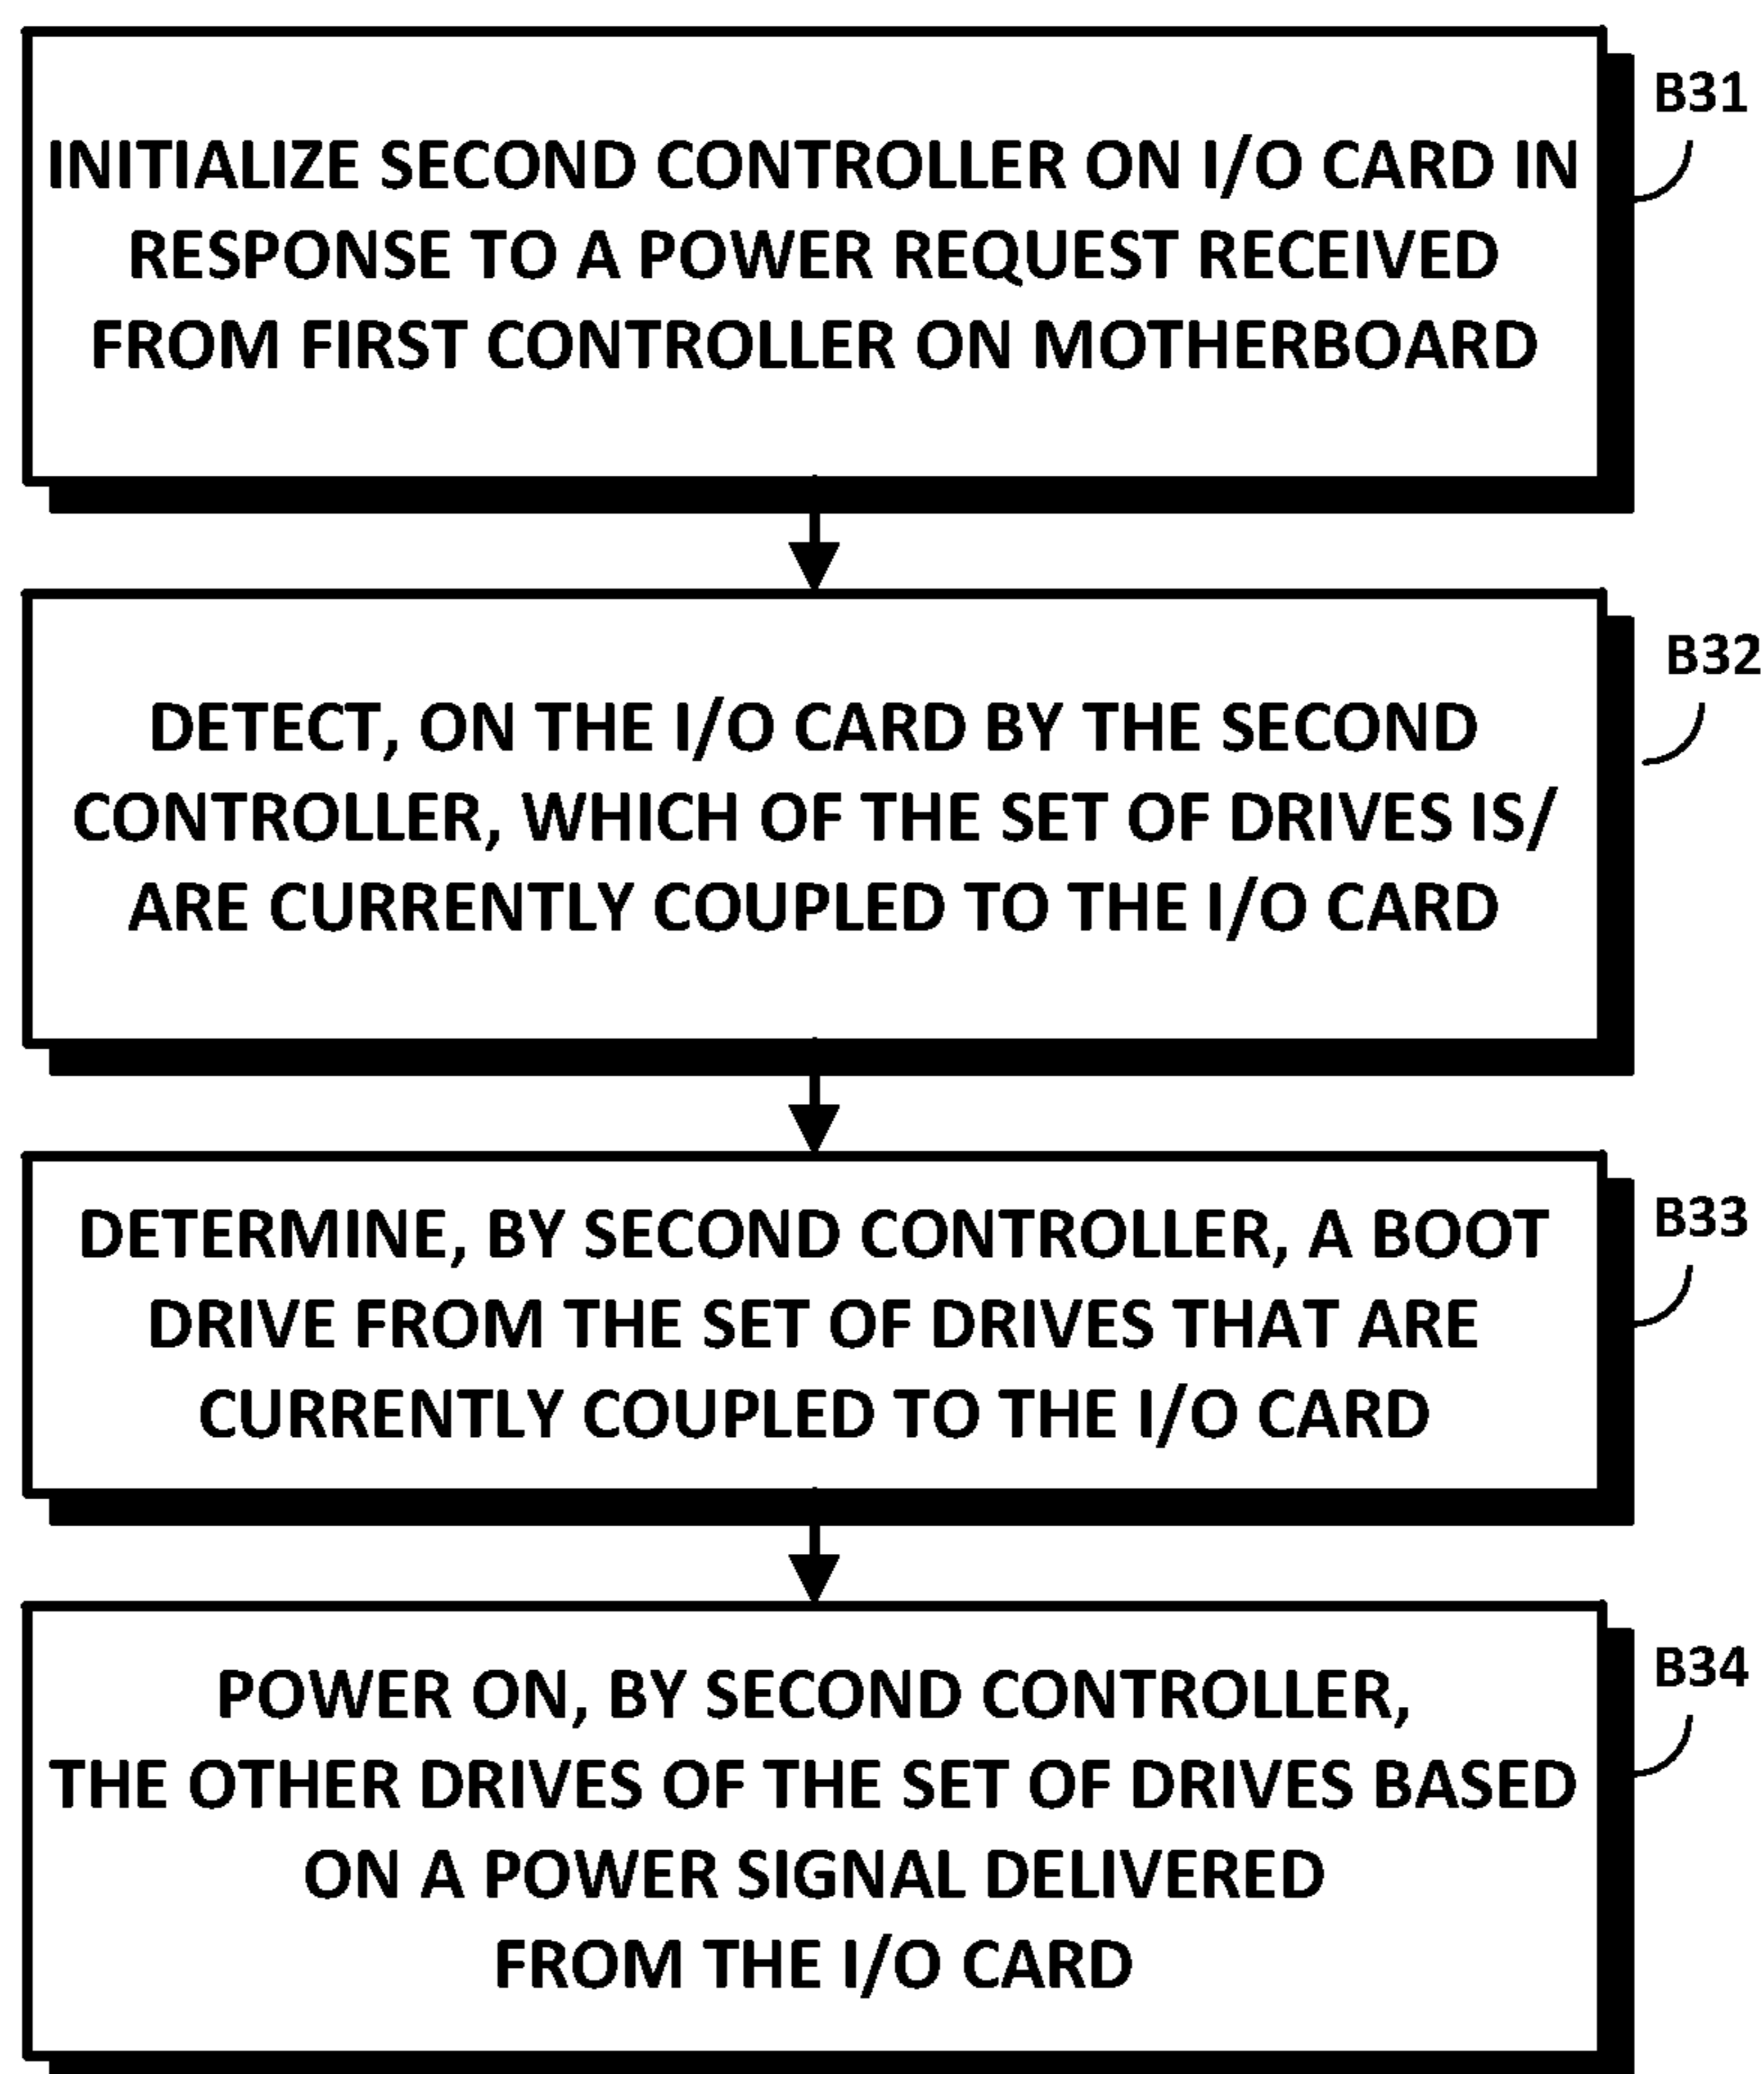 INITIALIZE SECOND CONTROLLER ON I/O CARD IN
RESPONSE TO A POWER REQUEST RECEIVED
FROM FIRST CONTROLLER ON MOTHERBOARD
B31
DETECT, ON THE I/O CARD BY THE SECOND
CONTROLLER, WHICH OF THE SET OF DRIVES IS/
ARE CURRENTLY COUPLED TO THE I/O CARD
B32
DETERMINE, BY SECOND CONTROLLER, A BOOT
DRIVE FROM THE SET OF DRIVES THAT ARE
CURRENTLY COUPLED TO THE I/O CARD
B33
POWER ON, BY SECOND CONTROLLER,
THE OTHER DRIVES OF THE SET OF DRIVES BASED
ON A POWER SIGNAL DELIVERED
FROM THE I/O CARD
B34